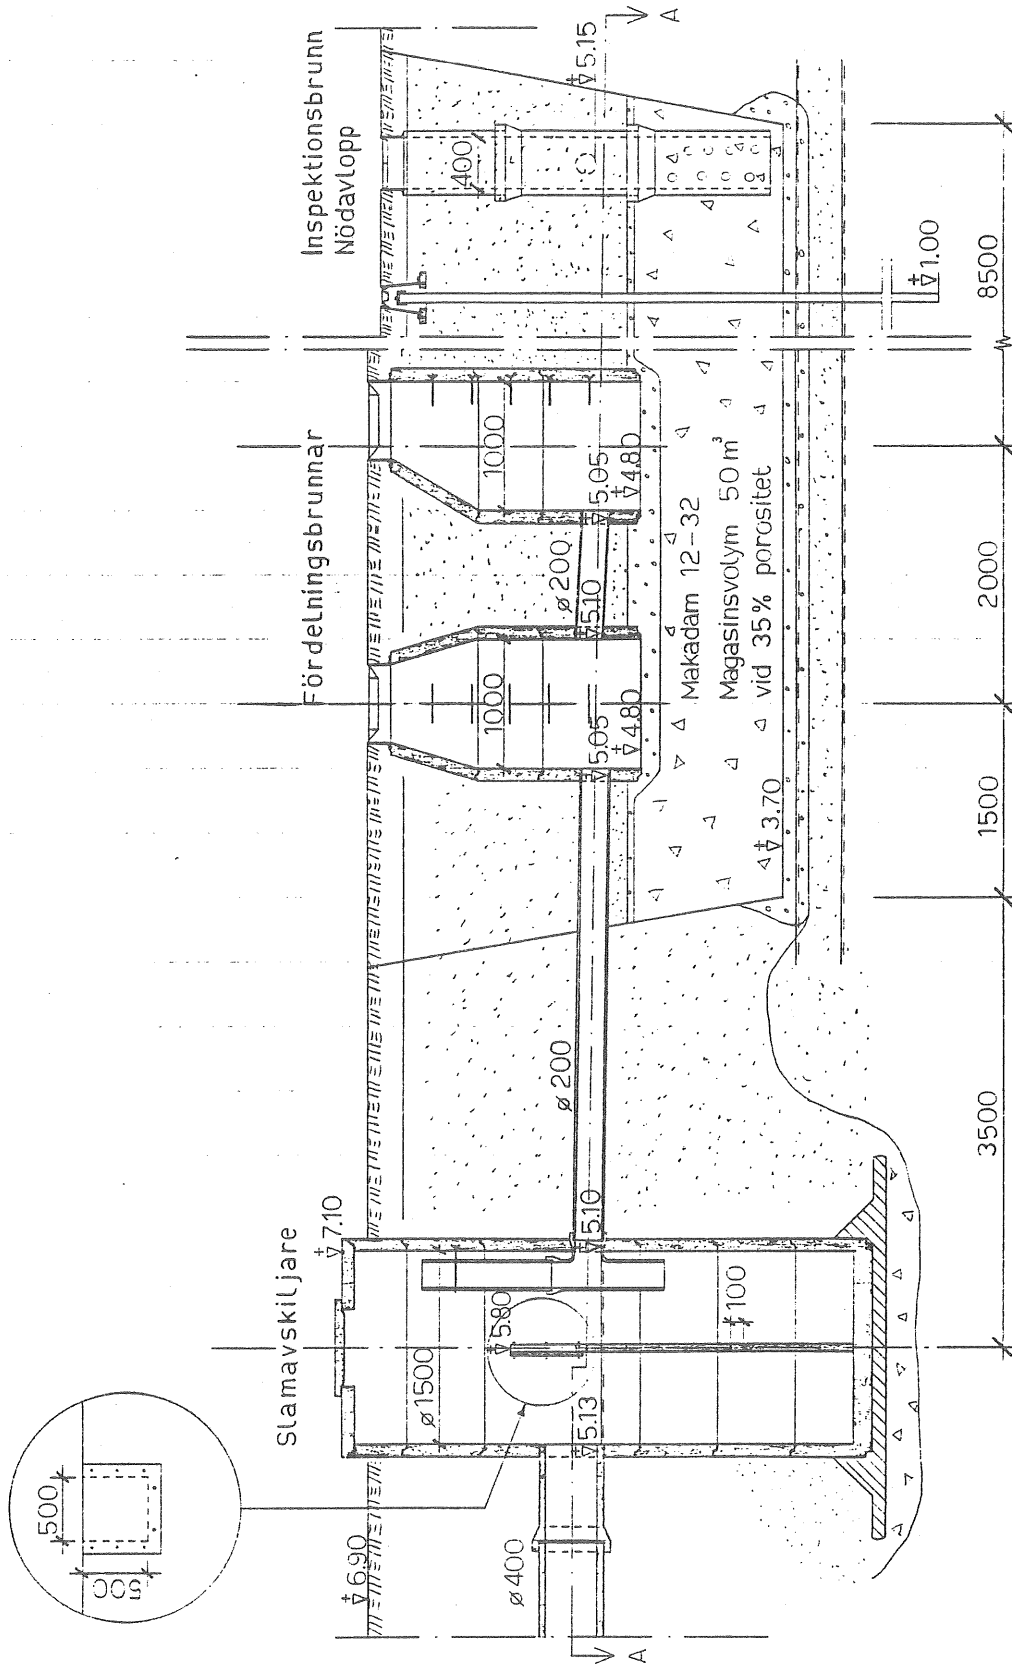 Slamavskiljare
Fördelningsbrunnar
Inspektionsbrunn
Nödavlopp
500
500
+6.90
+7.10
ø1500
+5.80
ø400
+5.13
+5.10
100
ø200
1000
+5.05
+4.80
+5.10
ø200
1000
+5.05
+4.80
400
+5.15
A
A
Makadam 12-32
Magasinsvolym 50m³
vid 35% porositet
+3.70
+1.00
3500
1500
2000
8500